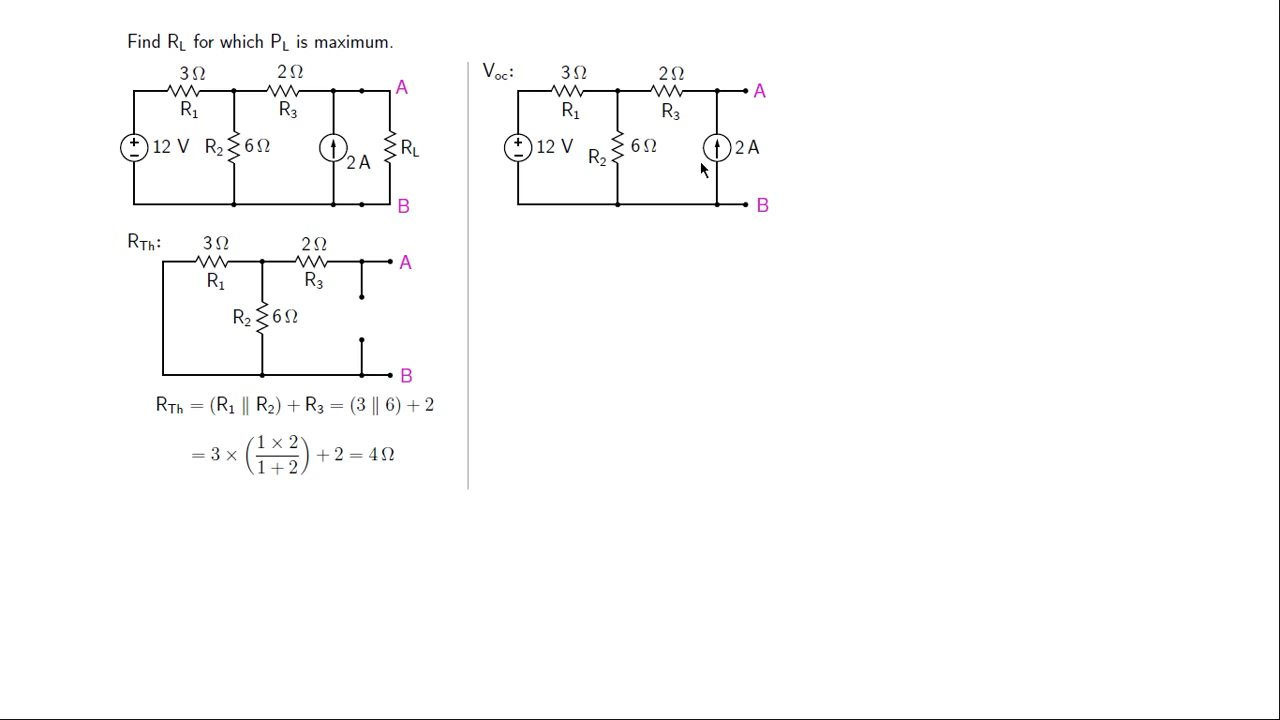 Find R_L for which P_L is maximum.
3 Ω 2 Ω A
R₁ R₃
12 V R₂ 6 Ω 2 A R_L
B
R_Th: 3 Ω 2 Ω A
R₁ R₃
R₂ 6 Ω
B
R_Th = (R₁ ∥ R₂) + R₃ = (3 ∥ 6) + 2
= 3 × (1 × 2 / 1 + 2) + 2 = 4 Ω
V_oc: 3 Ω 2 Ω A
R₁ R₃
12 V R₂ 6 Ω 2 A
B